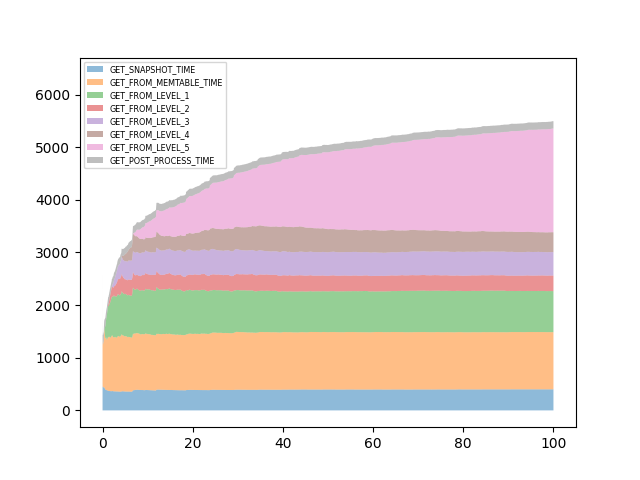 GET_SNAPSHOT_TIME
GET_FROM_MEMTABLE_TIME
GET_FROM_LEVEL_1
GET_FROM_LEVEL_2
GET_FROM_LEVEL_3
GET_FROM_LEVEL_4
GET_FROM_LEVEL_5
GET_POST_PROCESS_TIME
6000
5000
4000
3000
2000
1000
0
0 20 40 60 80 100